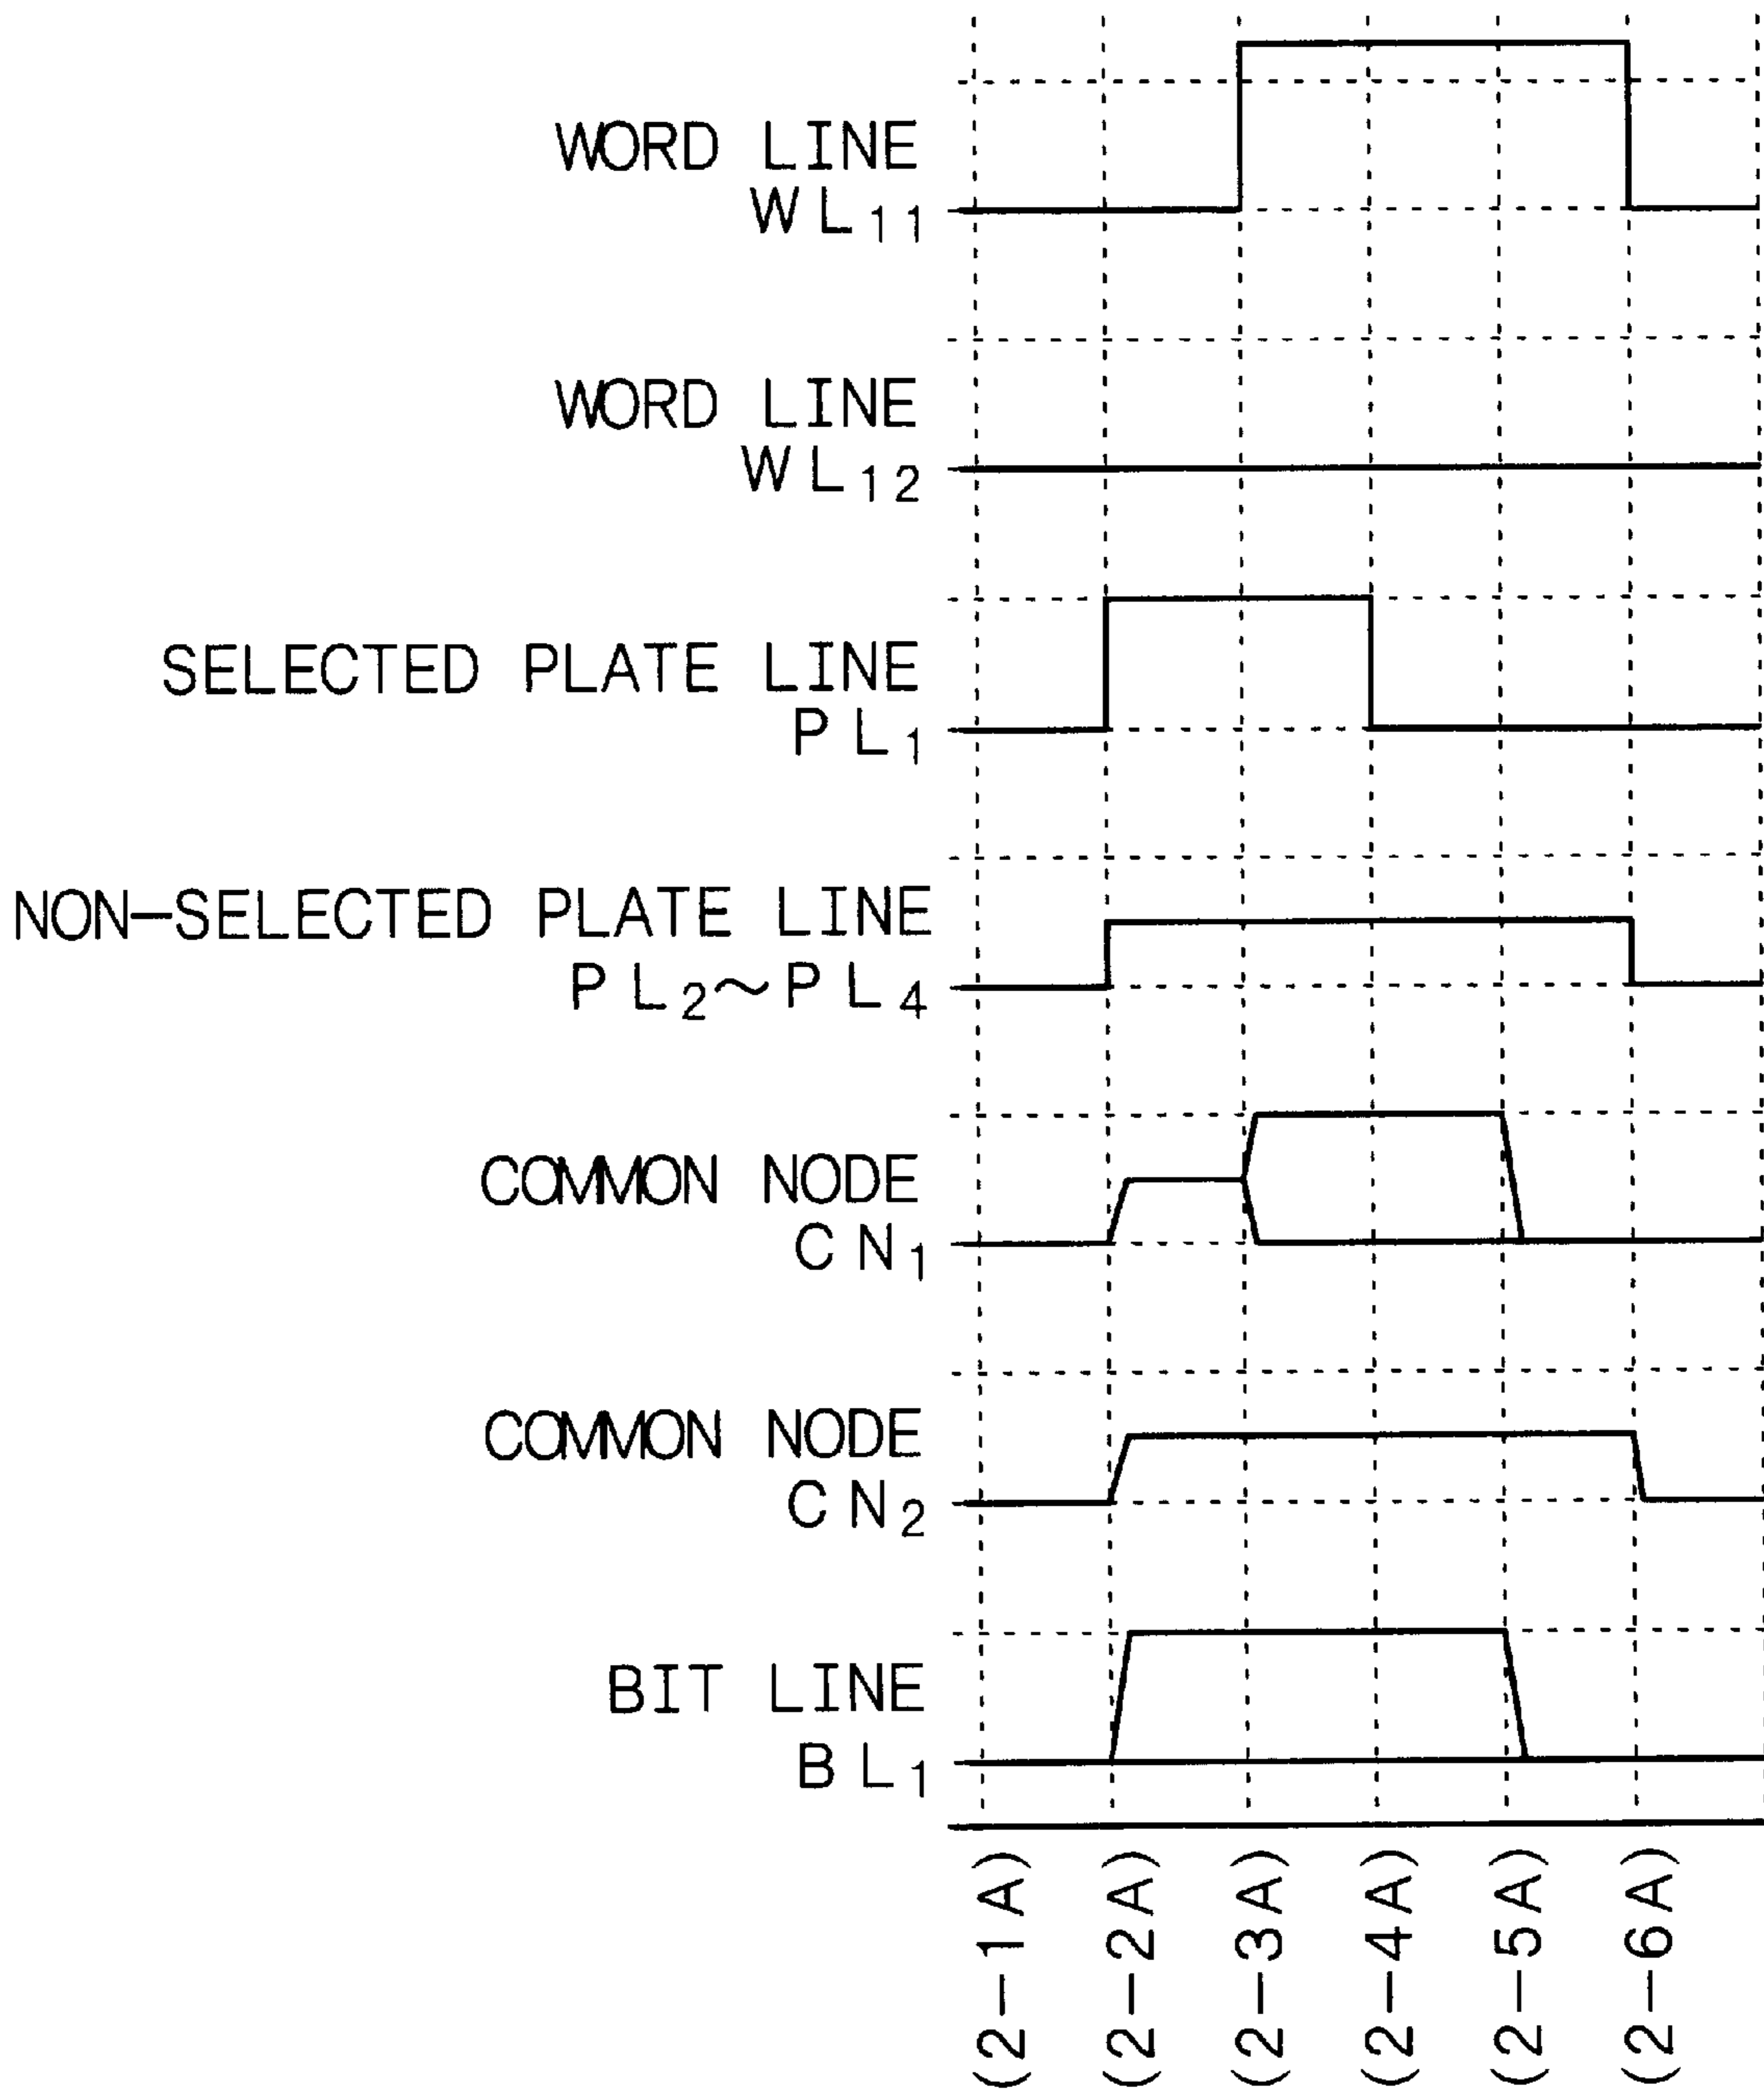 WORD LINE
WL₁₁
WORD LINE
WL₁₂
SELECTED PLATE LINE
PL₁
NON-SELECTED PLATE LINE
PL₂~PL₄
COMMON NODE
CN₁
COMMON NODE
CN₂
BIT LINE
BL₁
(2-1A)
(2-2A)
(2-3A)
(2-4A)
(2-5A)
(2-6A)